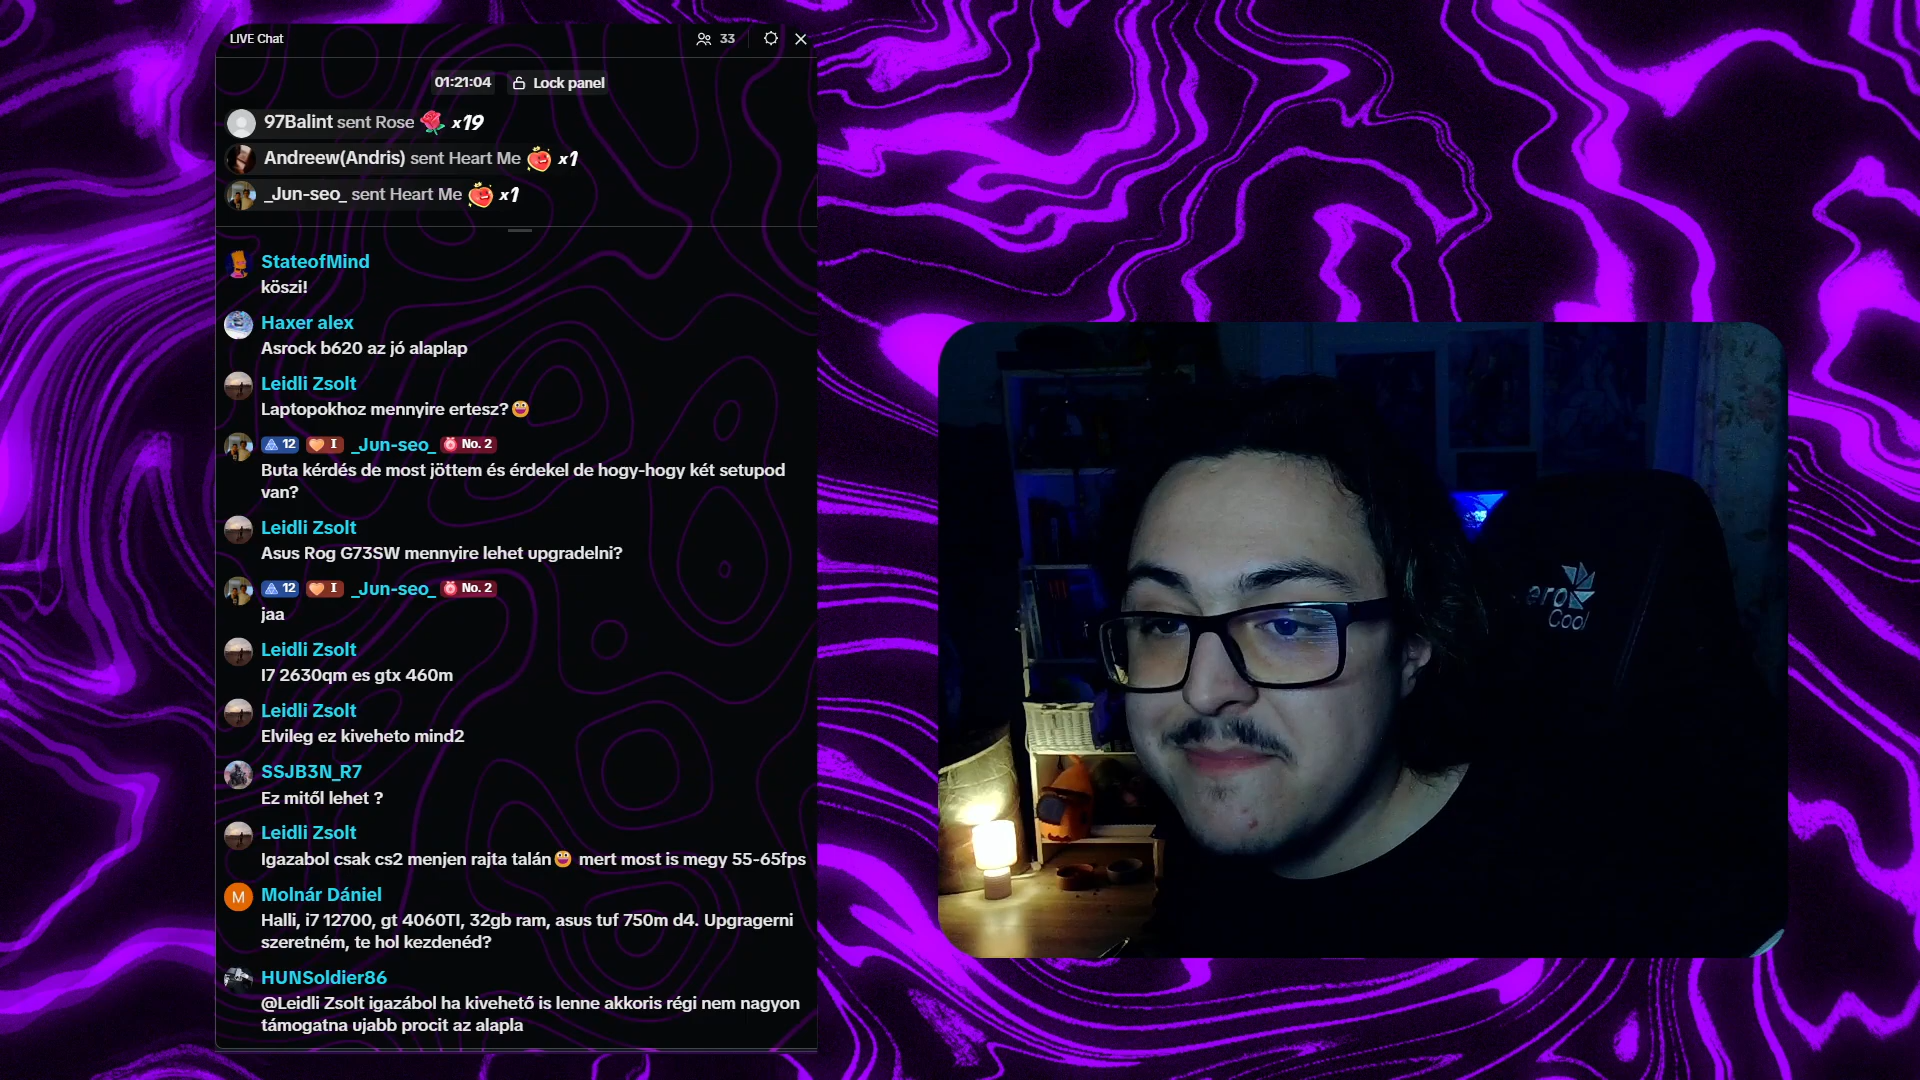 LIVE Chat
33
01:21:04
Lock panel
97Balint sent Rose x19
Andreew(Andris) sent Heart Me x1
_Jun-seo_ sent Heart Me x1
StateofMind
köszi!
Haxer alex
Asrock b620 az jó alaplap
Leidli Zsolt
Laptopokhoz mennyire ertesz?
12 I _Jun-seo_ No. 2
Buta kérdés de most jöttem és érdekel de hogy-hogy két setupod
van?
Leidli Zsolt
Asus Rog G73SW mennyire lehet upgradelni?
12 I _Jun-seo_ No. 2
jaa
Leidli Zsolt
I7 2630qm es gtx 460m
Leidli Zsolt
Elvileg ez kiveheto mind2
SSJB3N_R7
Ez mitől lehet ?
Leidli Zsolt
Igazabol csak cs2 menjen rajta talán mert most is megy 55-65fps
M
Molnár Dániel
Halli, i7 12700, gt 4060TI, 32gb ram, asus tuf 750m d4. Upgragerni
szeretném, te hol kezdenéd?
HUNSoldier86
@Leidli Zsolt igazábol ha kivehető is lenne akkoris régi nem nagyon
támogatna ujabb procit az alapla
ero
Cool